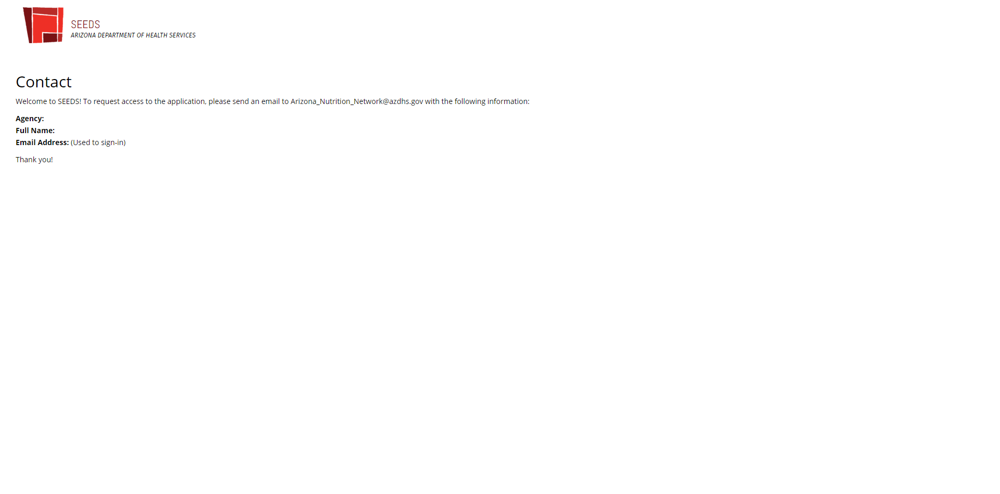 SEEDS
ARIZONA DEPARTMENT OF HEALTH SERVICES
Contact
Welcome to SEEDS! To request access to the application, please send an email to Arizona_Nutrition_Network@azdhs.gov with the following information:
Agency:
Full Name:
Email Address: (Used to sign-in)
Thank you!